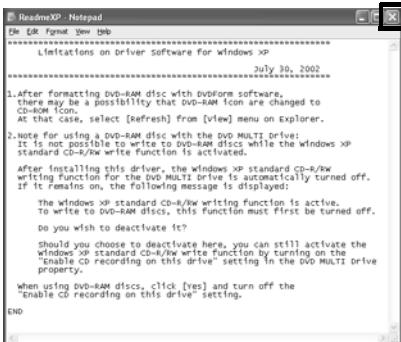 ReadmeXP - Notepad
File Edit Format View Help
Limitations on Driver Software for Windows XP
July 30, 2002
1.After formatting DVD-RAM disc with DVDForm software,
there may be a possibility that DVD-RAM icon are changed to
CD-ROM icon.
At that case, select [Refresh] from [View] menu on Explorer.
2.Note for using a DVD-RAM disc with the DVD MULTI Drive:
It is not possible to write to DVD-RAM discs while the Windows XP
standard CD-R/RW write function is activated.
After installing this driver, the Windows XP standard CD-R/RW
writing function for the DVD MULTI Drive is automatically turned off.
If it remains on, the following message is displayed:
The Windows XP standard CD-R/RW writing function is active.
To write to DVD-RAM discs, this function must first be turned off.
Do you wish to deactivate it?
Should you choose to deactivate here, you can still activate the
Windows XP standard CD-R/RW write function by turning on the
"Enable CD recording on this drive" setting in the DVD MULTI Drive
property.
When using DVD-RAM discs, click [Yes] and turn off the
"Enable CD recording on this drive" setting.
END